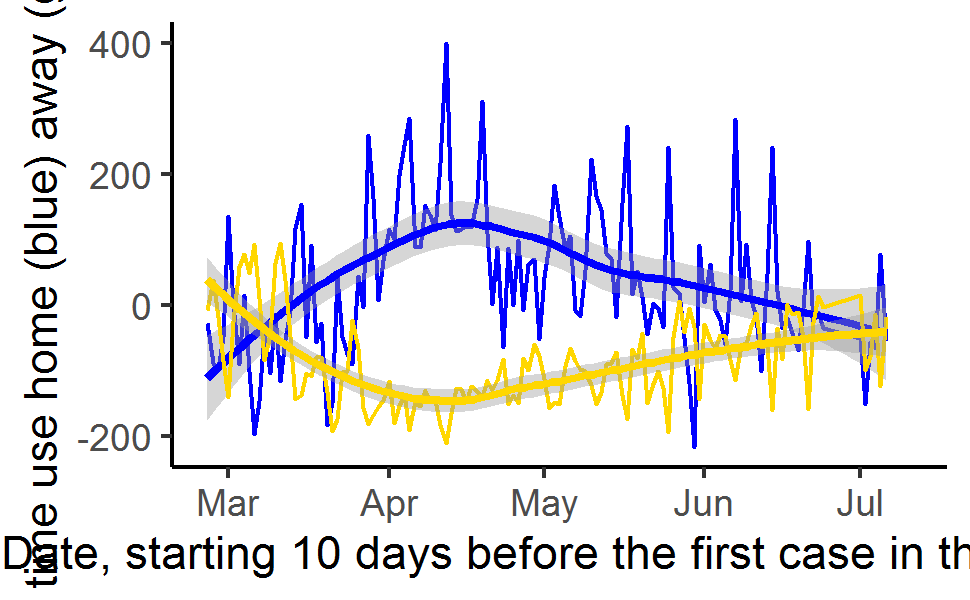 time use home (blue) away (
400
200
0
-200
Mar Apr May Jun Jul
Date, starting 10 days before the first case in th